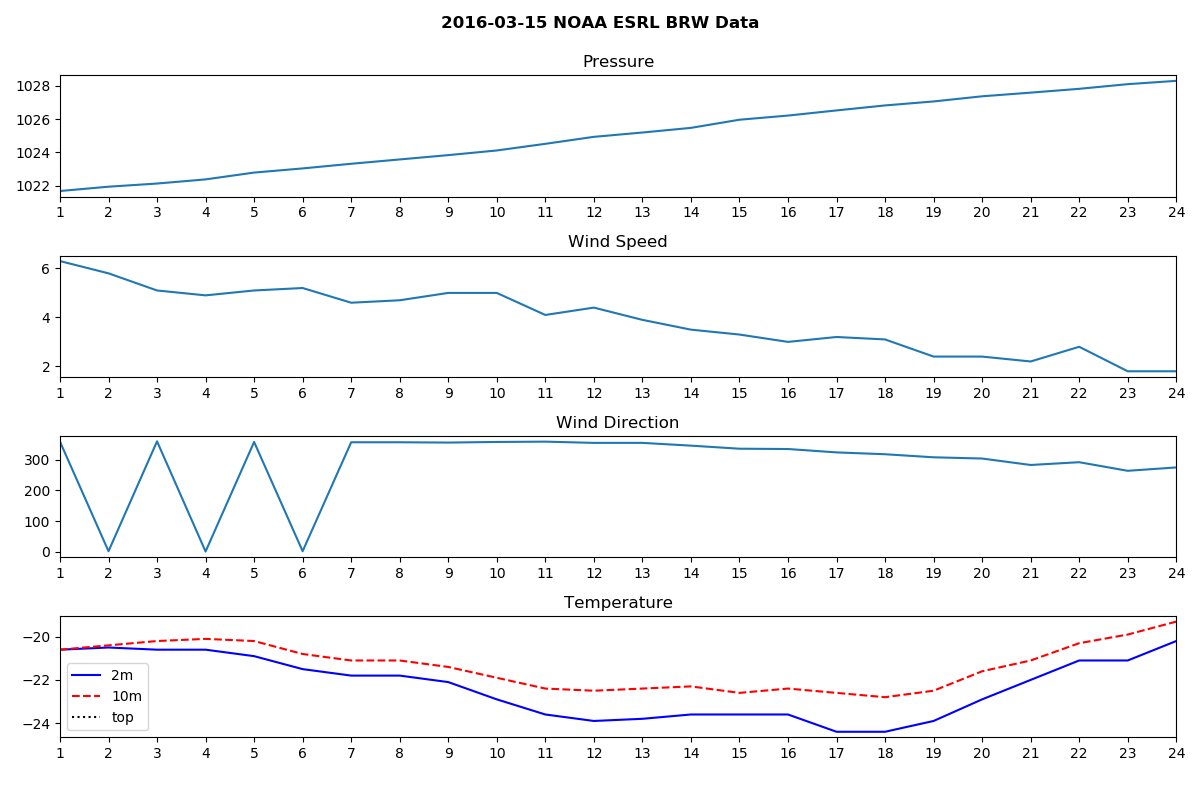 2016-03-15 NOAA ESRL BRW Data
Pressure
1028
1026
1024
1022
1 2 3 4 5 6 7 8 9 10 11 12 13 14 15 16 17 18 19 20 21 22 23 24
Wind Speed
6
4
2
1 2 3 4 5 6 7 8 9 10 11 12 13 14 15 16 17 18 19 20 21 22 23 24
Wind Direction
300
200
100
0
1 2 3 4 5 6 7 8 9 10 11 12 13 14 15 16 17 18 19 20 21 22 23 24
Temperature
−20
−22
−24
2m
10m
top
1 2 3 4 5 6 7 8 9 10 11 12 13 14 15 16 17 18 19 20 21 22 23 24